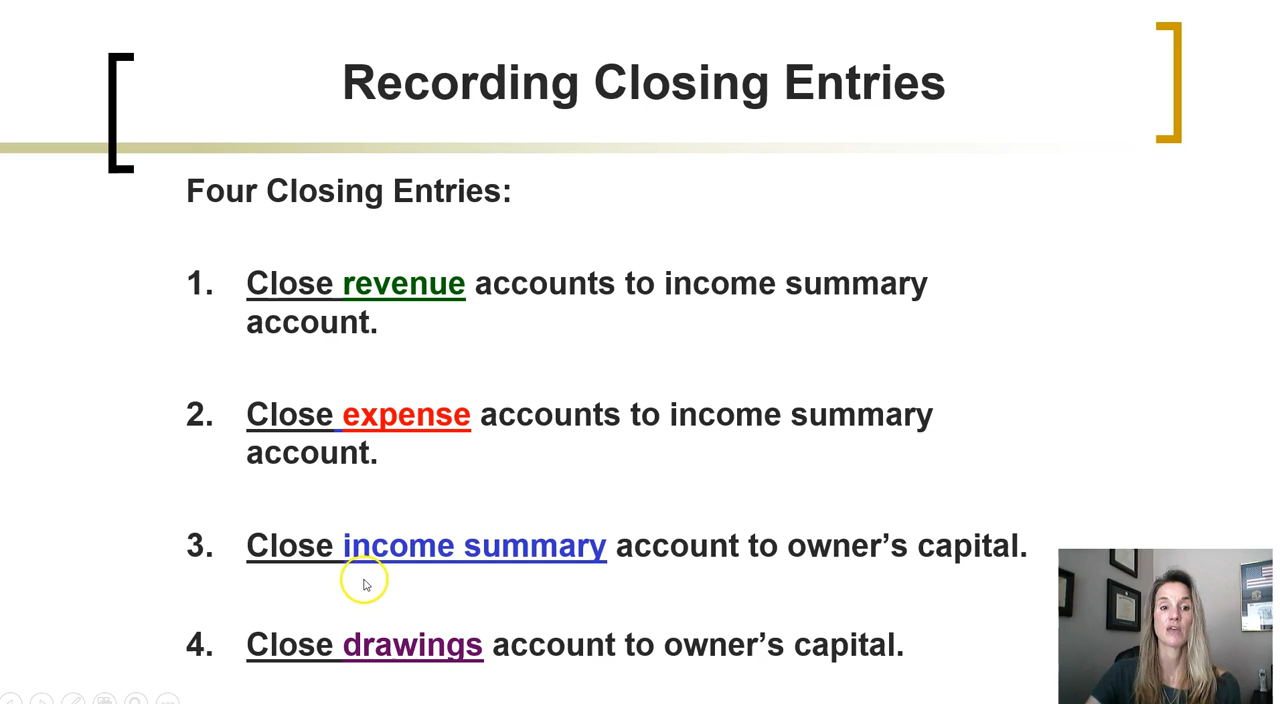 Recording Closing Entries
Four Closing Entries:
1. Close revenue accounts to income summary
account.
2. Close expense accounts to income summary
account.
3. Close income summary account to owner’s capital.
4. Close drawings account to owner’s capital.